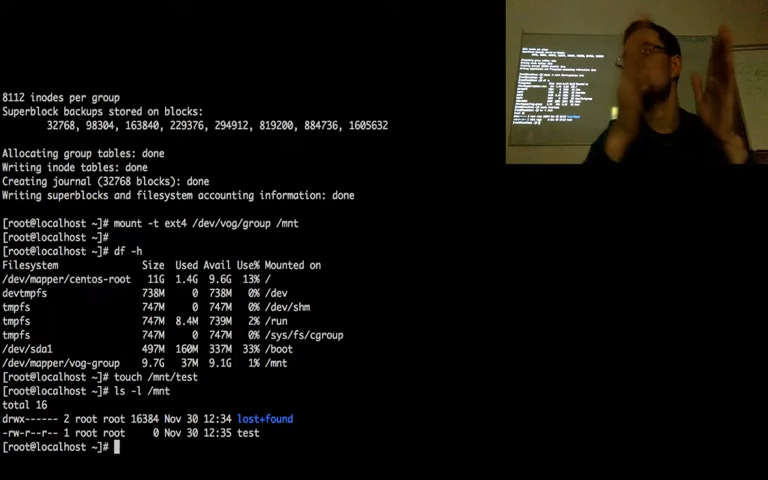 8112 inodes per group
Superblock backups stored on blocks:
32768, 98304, 163840, 229376, 294912, 819200, 884736, 1605632
Allocating group tables: done
Writing inode tables: done
Creating journal (32768 blocks): done
Writing superblocks and filesystem accounting information: done
[root@localhost ~]# mount -t ext4 /dev/vog/group /mnt
[root@localhost ~]#
[root@localhost ~]# df -h
Filesystem Size Used Avail Use% Mounted on
/dev/mapper/centos-root 11G 1.4G 9.6G 13% /
devtmpfs 738M 0 738M 0% /dev
tmpfs 747M 0 747M 0% /dev/shm
tmpfs 747M 8.4M 739M 2% /run
tmpfs 747M 0 747M 0% /sys/fs/cgroup
/dev/sda1 497M 160M 337M 33% /boot
/dev/mapper/vog-group 9.7G 37M 9.1G 1% /mnt
[root@localhost ~]# touch /mnt/test
[root@localhost ~]# ls -l /mnt
total 16
drwx------ 2 root root 16384 Nov 30 12:34 lost+found
-rw-r--r-- 1 root root 0 Nov 30 12:35 test
[root@localhost ~]#